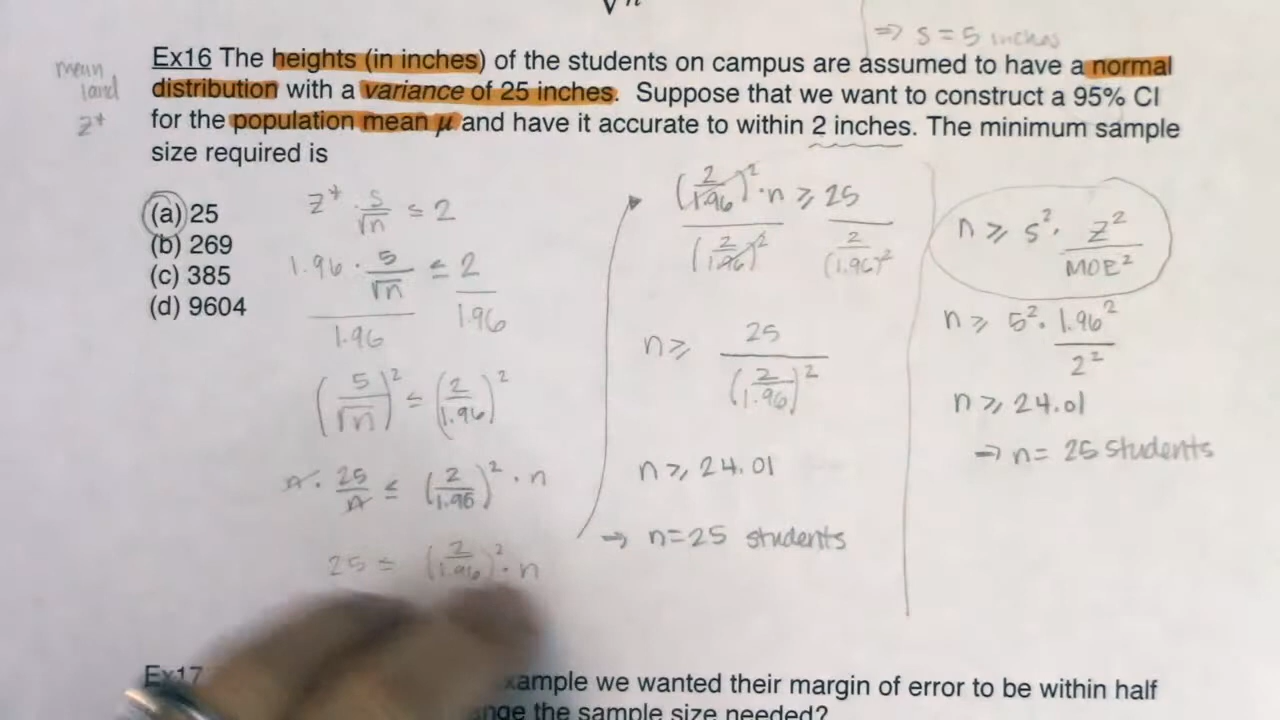 √n
⇒ s = 5 inches
mean
land
z*
Ex16 The heights (in inches) of the students on campus are assumed to have a normal
distribution with a variance of 25 inches. Suppose that we want to construct a 95% CI
for the population mean μ and have it accurate to within 2 inches. The minimum sample
size required is
(a) 25
(b) 269
(c) 385
(d) 9604
z* · s/√n ≤ 2
1.96 · 5/√n ≤ 2
1.96 1.96
(5/√n)² ≤ (2/1.96)²
n · 25/n ≤ (2/1.96)² · n
25 ≤ (2/1.96)² · n
(2/1.96)² · n ≥ 25
(2/1.96)² (2/1.96)²
n ≥ 25/(2/1.96)²
n ≥ 24.01
⇒ n = 25 students
n ≥ s² · z²/MOE²
n ≥ 5² · 1.96²/2²
n ≥ 24.01
⇒ n = 25 students
Ex17
xample we wanted their margin of error to be within half
nge the sample size needed?